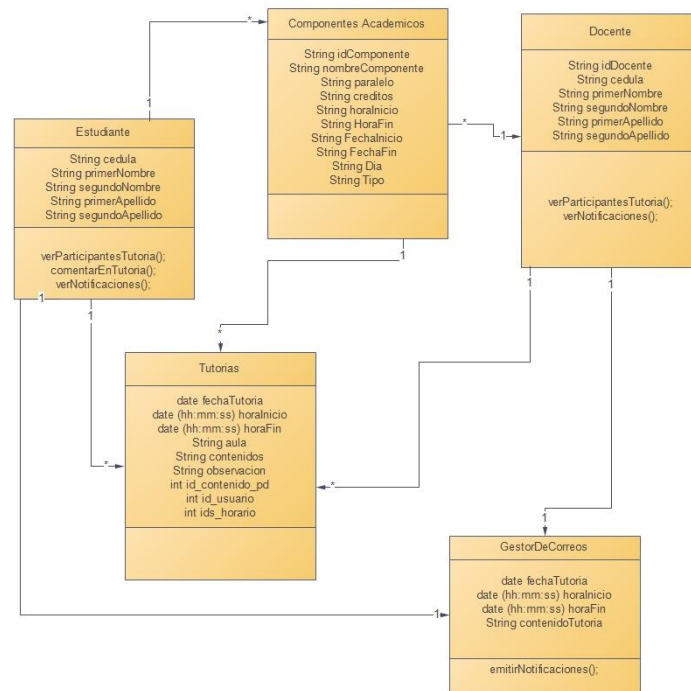 Componentes Academicos
String idComponente
String nombreComponente
String paralelo
String creditos
String horaInicio
String HoraFin
String FechaInicio
String FechaFin
String Dia
String Tipo
Docente
String idDocente
String cedula
String primerNombre
String segundoNombre
String primerApellido
String segundoApellido
verParticipantesTutoria();
verNotificaciones();
Estudiante
String cedula
String primerNombre
String segundoNombre
String primerApellido
String segundoApellido
verParticipantesTutoria();
comentarEnTutoria();
verNotificaciones();
*
1
*
1
1
1
1
*
1
1
Tutorias
date fechaTutoria
date (hh:mm:ss) horaInicio
date (hh:mm:ss) horaFin
String aula
String contenidos
String observacion
int id_contenido_pd
int id_usuario
int ids_horario
*
*
1
1
GestorDeCorreos
date fechaTutoria
date (hh:mm:ss) horaInicio
date (hh:mm:ss) horaFin
String contenidoTutoria
emitirNotificaciones();